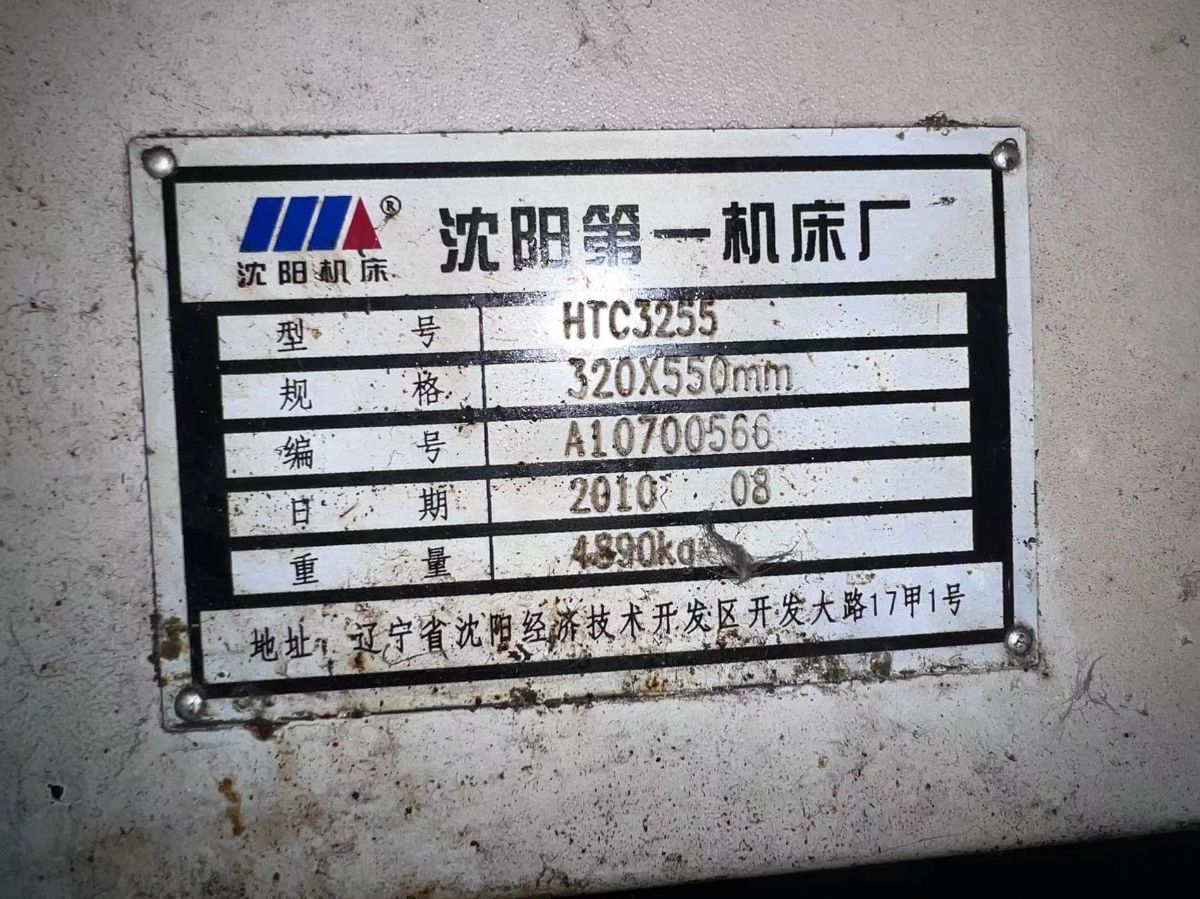 ® 沈阳第一机床厂
沈阳机床
型号 HTC3255
规格 320X550mm
编号 A10700566
日期 2010 08
重量 4890kg
地址: 辽宁省沈阳经济技术开发区开发大路17甲1号